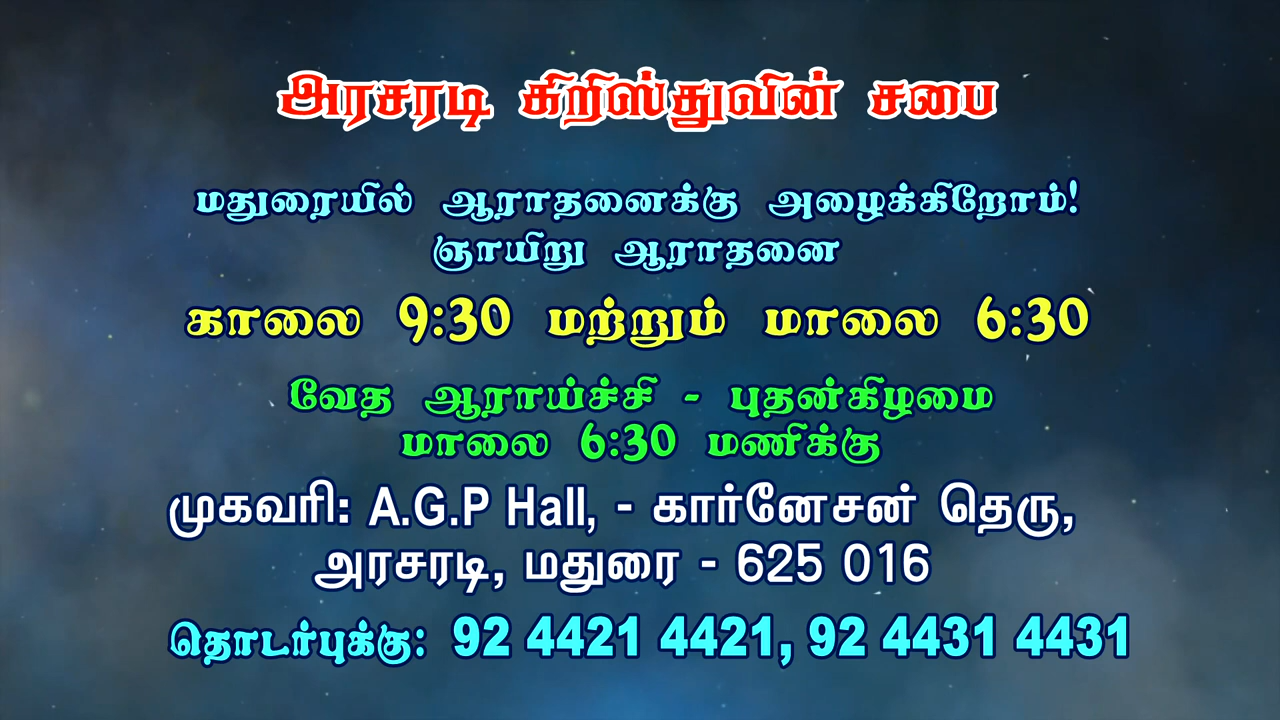 அரசரடி கிறிஸ்துவின் சபை
மதுரையில் ஆராதனைக்கு அழைக்கிறோம்!
ஞாயிறு ஆராதனை
காலை 9:30 மற்றும் மாலை 6:30
வேத ஆராய்ச்சி - புதன்கிழமை
மாலை 6:30 மணிக்கு
முகவரி: A.G.P Hall, - கார்னேசன் தெரு,
அரசரடி, மதுரை - 625 016
தொடர்புக்கு: 92 4421 4421, 92 4431 4431